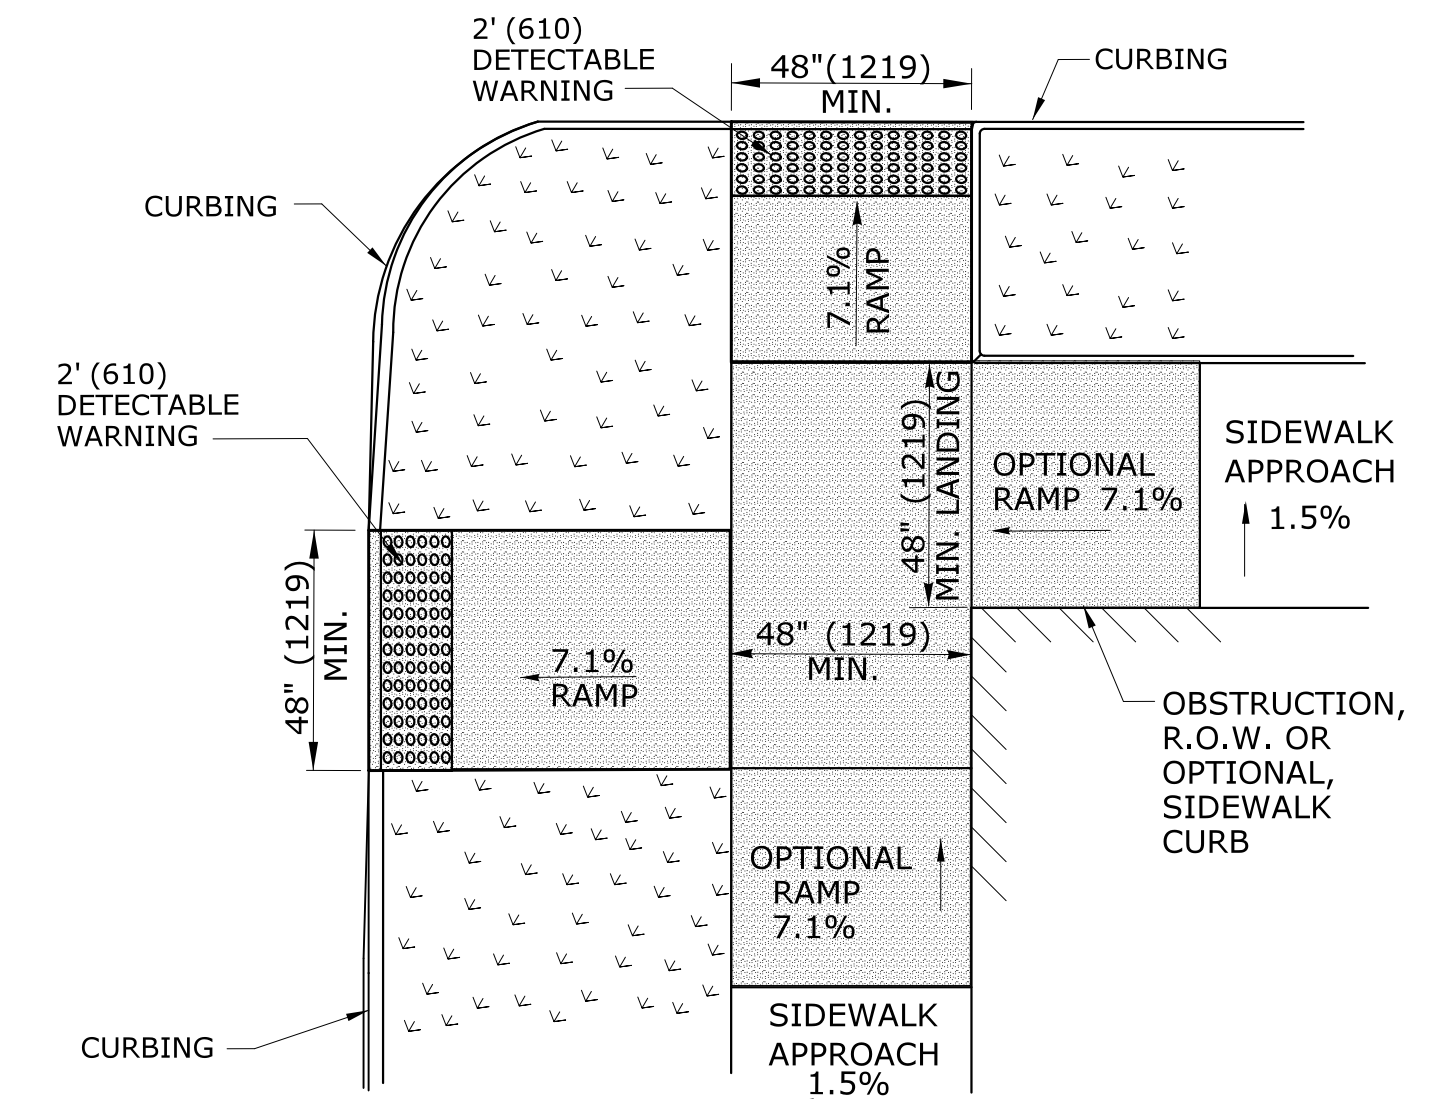 2' (610)
DETECTABLE
WARNING
48"(1219)
MIN.
CURBING
CURBING
7.1%
RAMP
2' (610)
DETECTABLE
WARNING
48" (1219)
MIN. LANDING
OPTIONAL
RAMP 7.1%
SIDEWALK
APPROACH
1.5%
48" (1219)
MIN.
7.1%
RAMP
48" (1219)
MIN.
OBSTRUCTION,
R.O.W. OR
OPTIONAL,
SIDEWALK
CURB
OPTIONAL
RAMP
7.1%
CURBING
SIDEWALK
APPROACH
1.5%